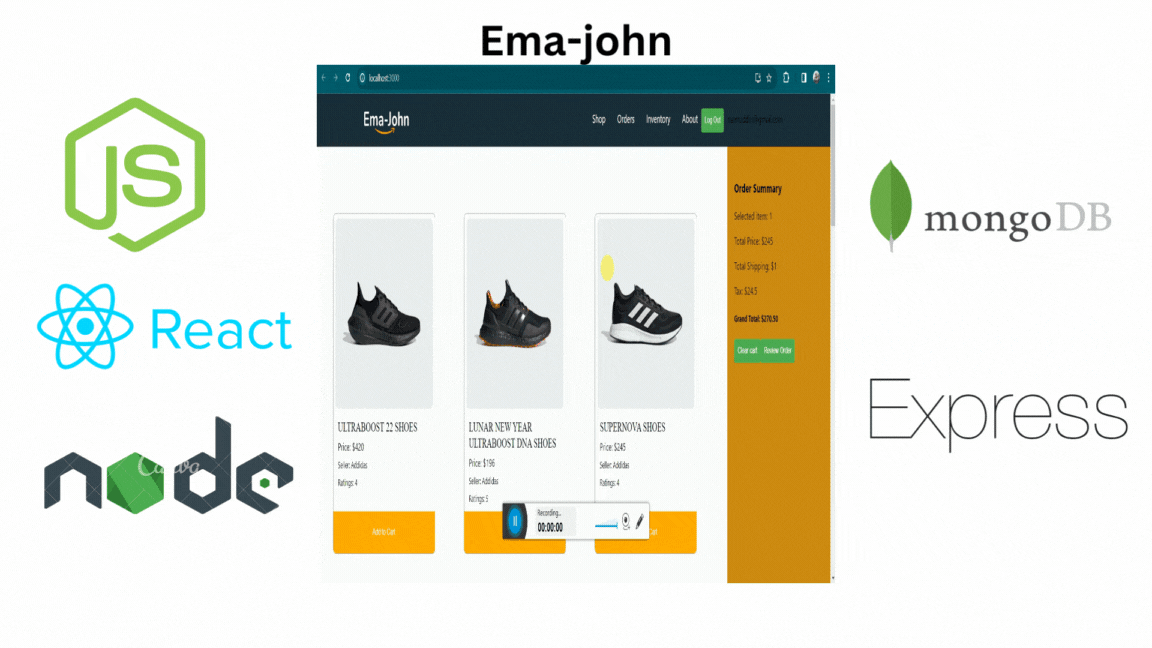 Ema-john
localhost:3000
Ema-John
Shop Orders Inventory About Log Out
JS
React
node
Canva
mongoDB
Express
ULTRABOOST 22 SHOES
Price: $420
Seller: Addidas
Ratings: 4
Add to Cart
LUNAR NEW YEAR
ULTRABOOST DNA SHOES
Price: $196
Seller: Addidas
Ratings: 5
SUPERNOVA SHOES
Price: $245
Seller: Addidas
Ratings: 4
Cart
Recording...
00:00:00
Order Summary
Selected Item: 1
Total Price: $245
Total Shipping: $1
Tax: $24.5
Grand Total: $270.50
Clear cart Review Order